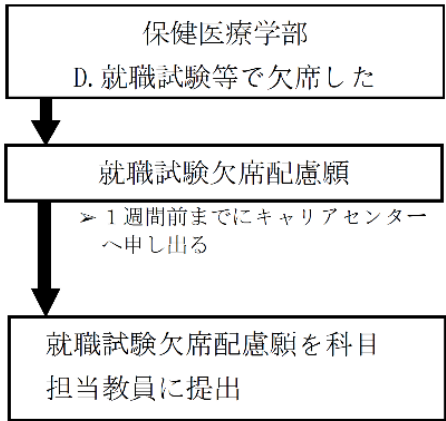 保健医療学部
D.就職試験等で欠席した
就職試験欠席配慮願
➢ 1週間前までにキャリアセンター
へ申し出る
就職試験欠席配慮願を科目
担当教員に提出